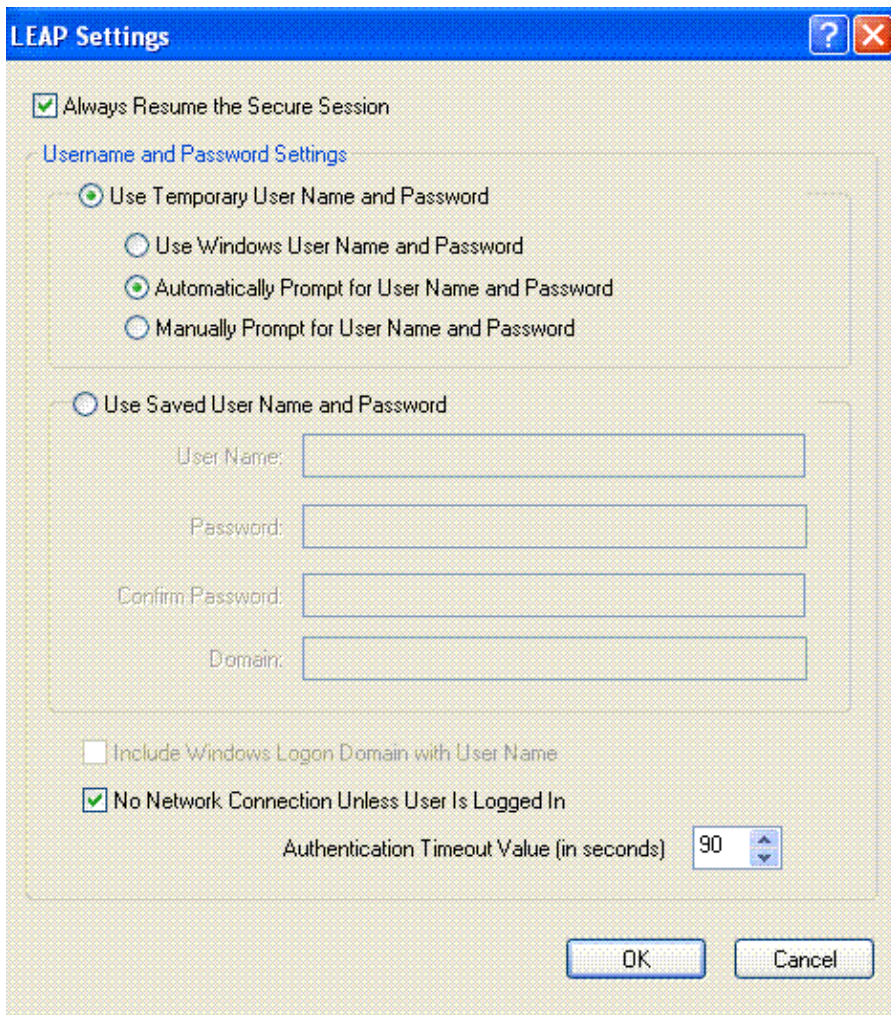 LEAP Settings
Always Resume the Secure Session
Username and Password Settings
Use Temporary User Name and Password
Use Windows User Name and Password
Automatically Prompt for User Name and Password
Manually Prompt for User Name and Password
Use Saved User Name and Password
User Name:
Password:
Confirm Password:
Domain:
Include Windows Logon Domain with User Name
No Network Connection Unless User Is Logged In
Authentication Timeout Value (in seconds) 90
OK Cancel